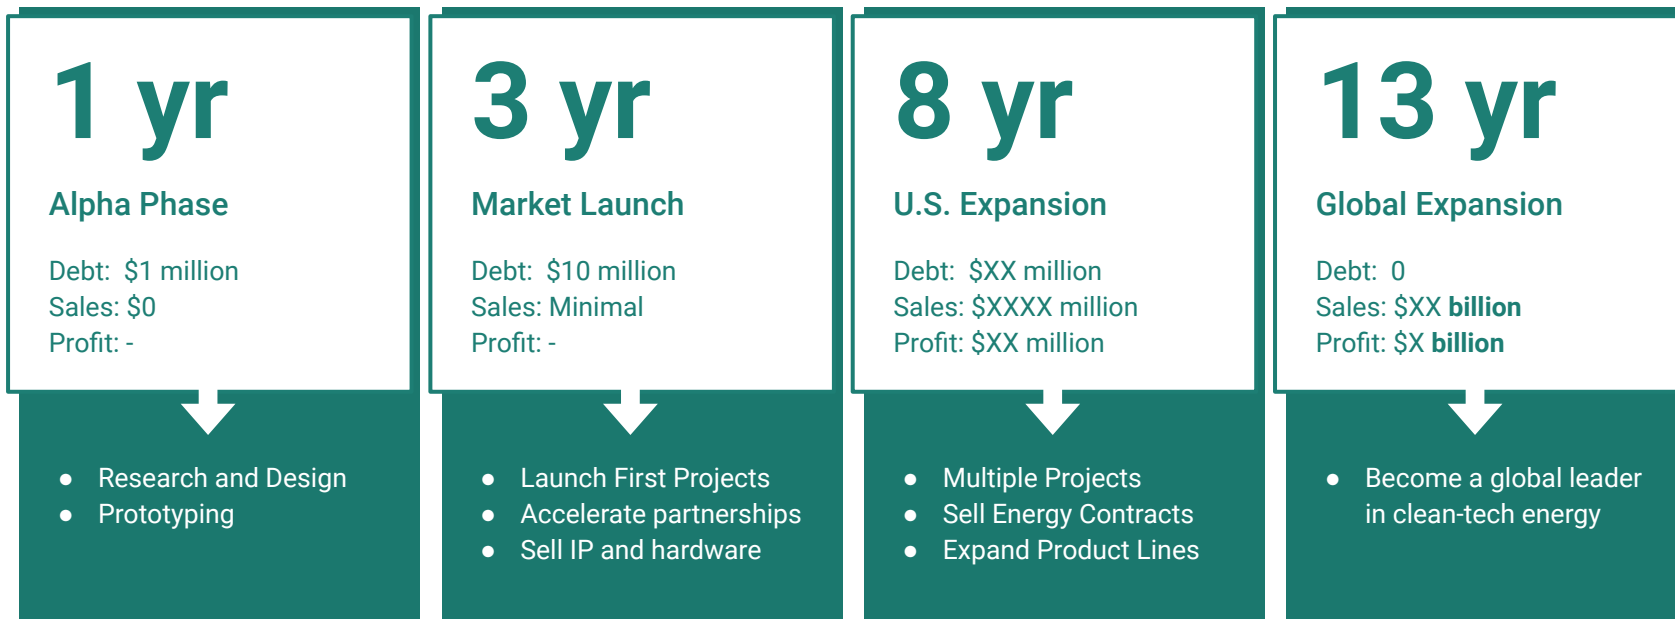 1 yr
Alpha Phase
Debt:  $1 million
Sales: $0
Profit: -
● Research and Design
● Prototyping
3 yr
Market Launch
Debt:  $10 million
Sales: Minimal
Profit: -
● Launch First Projects
● Accelerate partnerships
● Sell IP and hardware
8 yr
U.S. Expansion
Debt:  $XX million
Sales: $XXXX million
Profit: $XX million
● Multiple Projects
● Sell Energy Contracts
● Expand Product Lines
13 yr
Global Expansion
Debt:  0
Sales: $XX billion
Profit: $X billion
● Become a global leader
in clean-tech energy